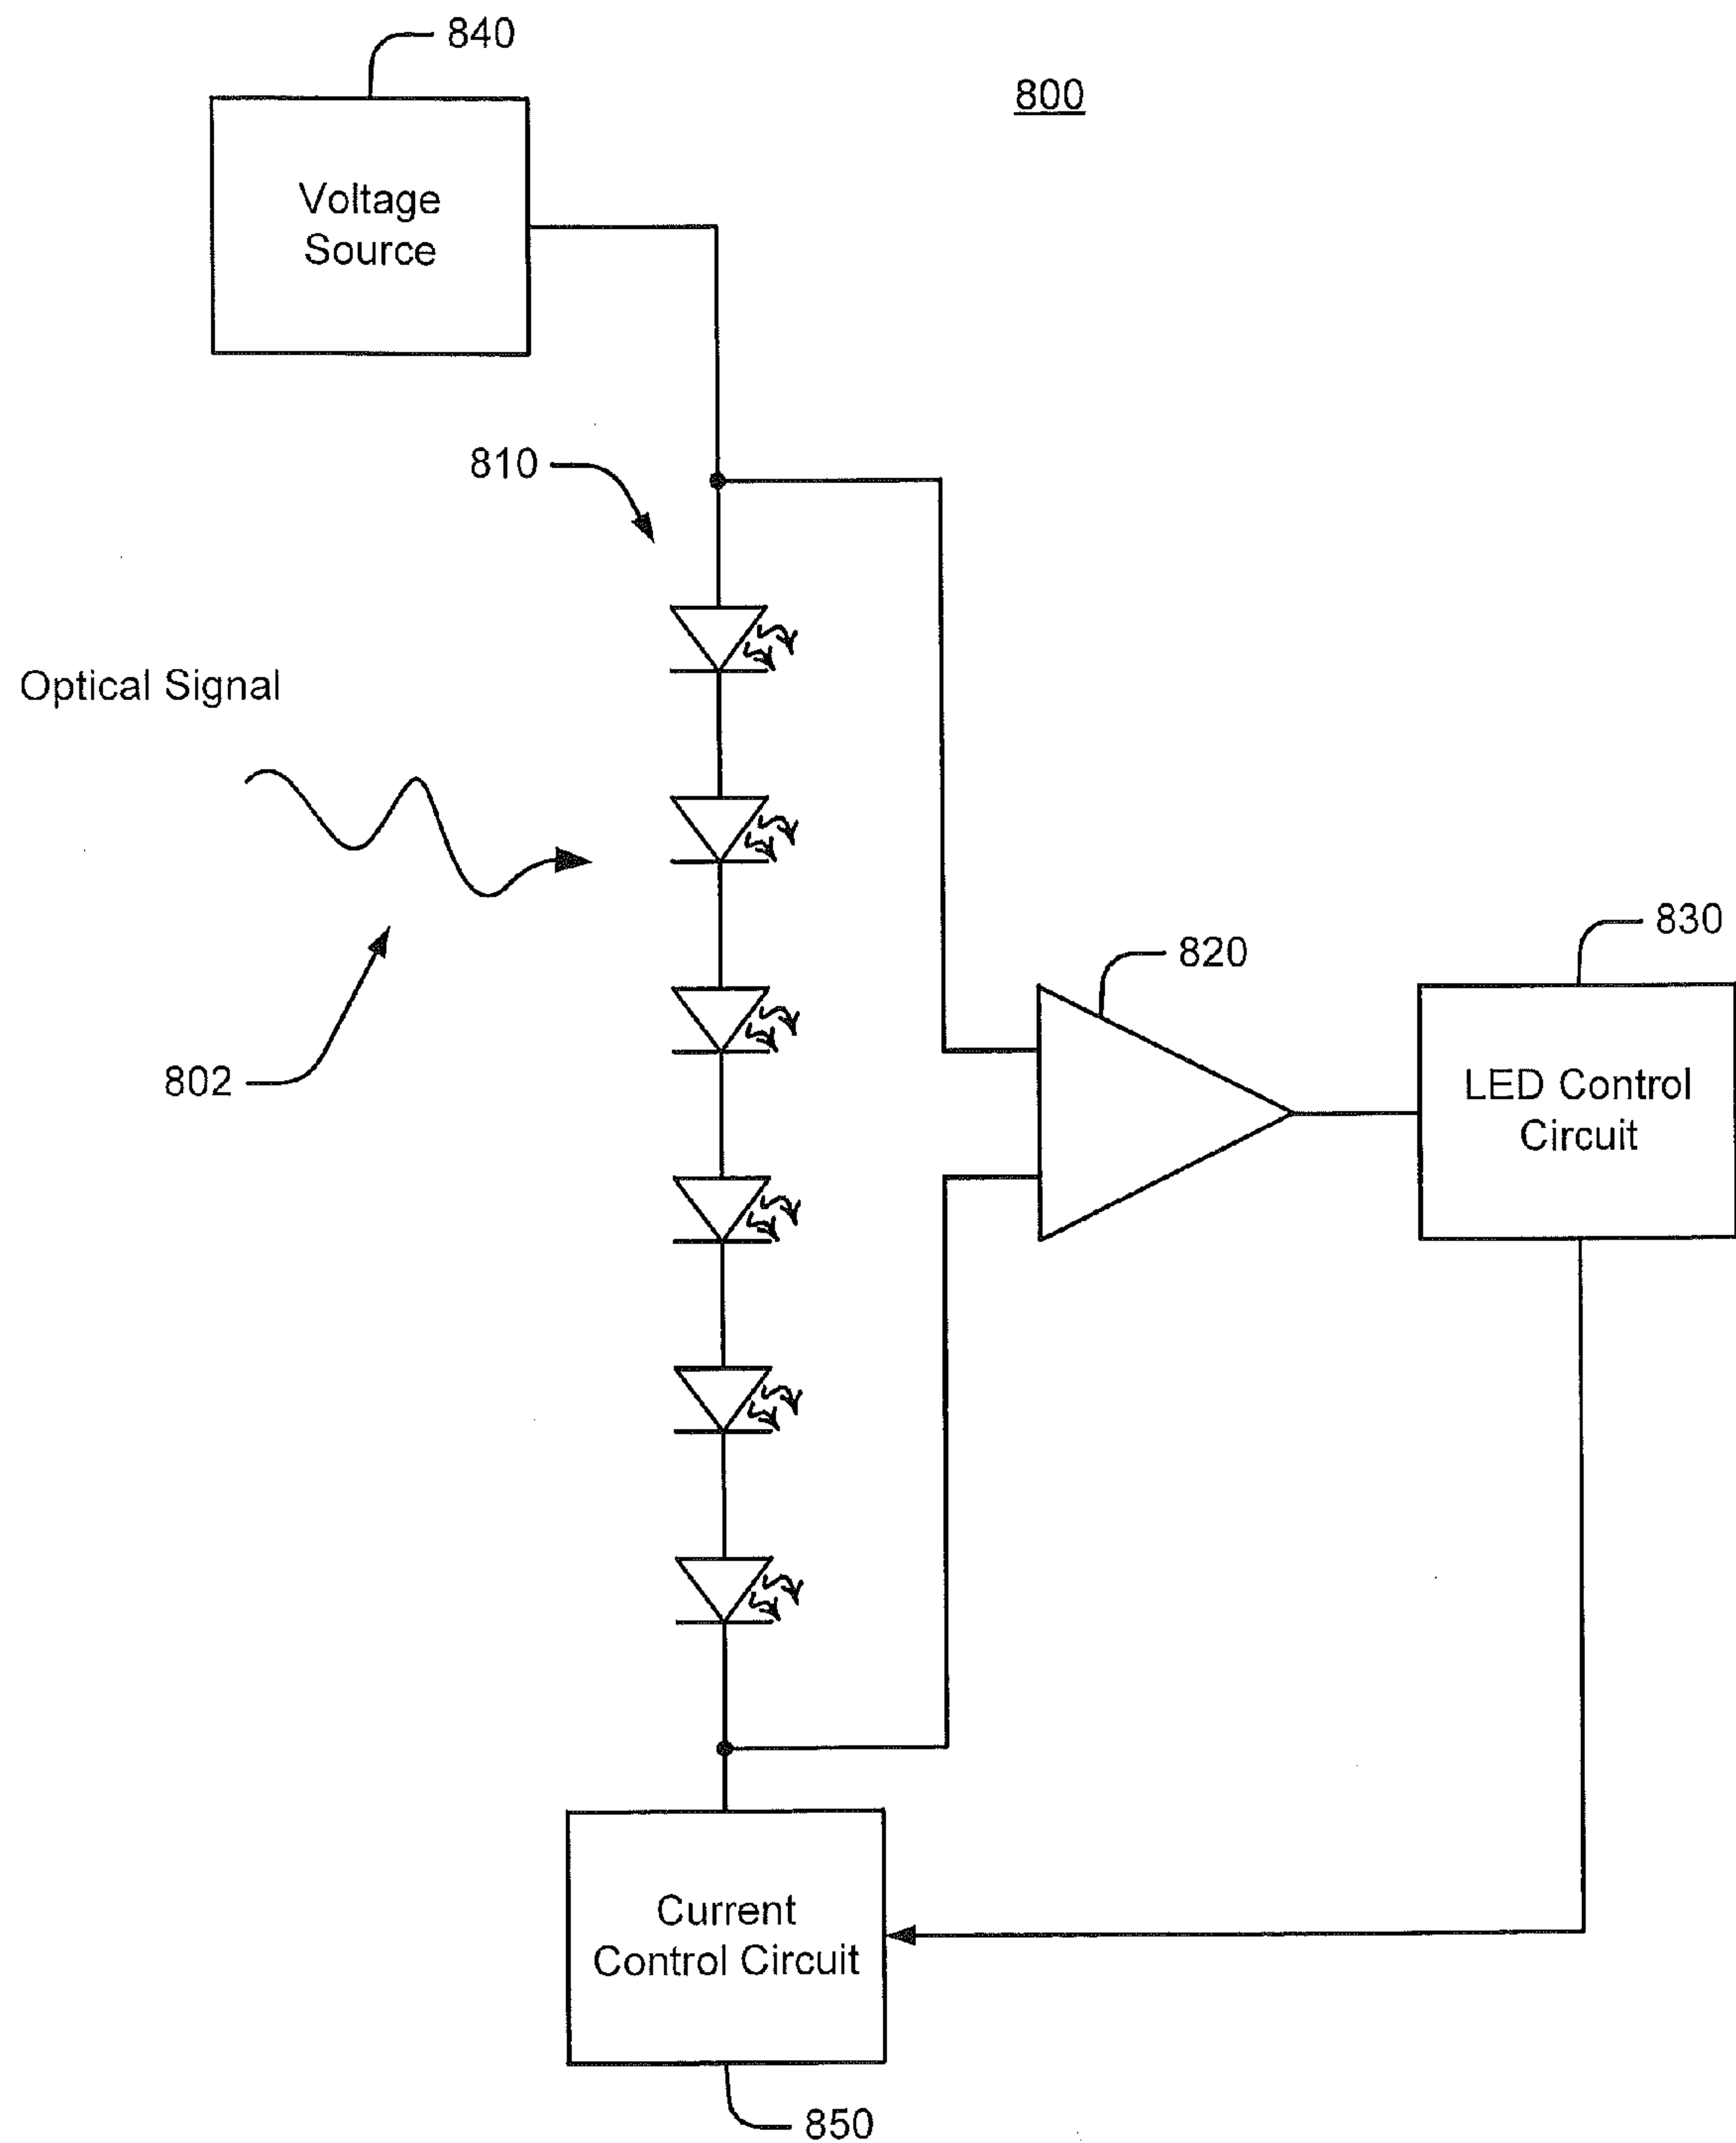 840
800
Voltage
Source
810
Optical Signal
802
820
830
LED Control
Circuit
Current
Control Circuit
850